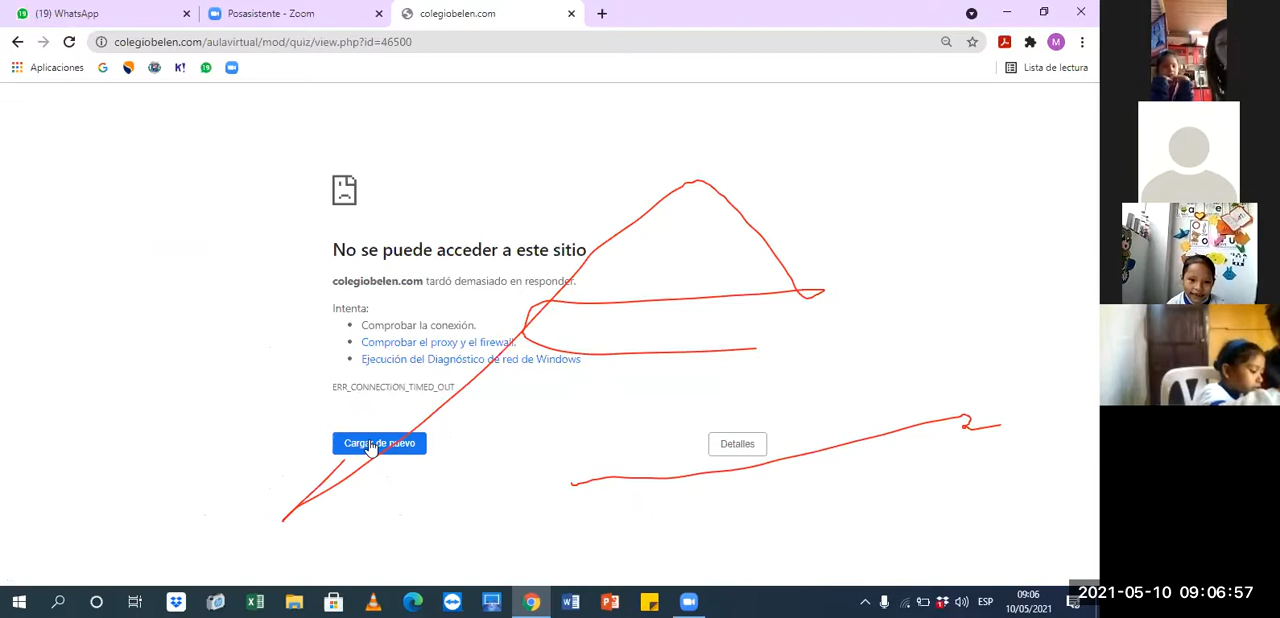 (19) WhatsApp
Posasistente - Zoom
colegiobelen.com
colegiobelen.com/aulavirtual/mod/quiz/view.php?id=46500
M
Aplicaciones
K!
Lista de lectura
No se puede acceder a este sitio
colegiobelen.com tardó demasiado en responder.
Intenta:
Comprobar la conexión.
Comprobar el proxy y el firewall.
Ejecución del Diagnóstico de red de Windows
ERR_CONNECTION_TIMED_OUT
Cargar de nuevo
Detalles
ESP
09:06
10/05/2021
2021-05-10 09:06:57